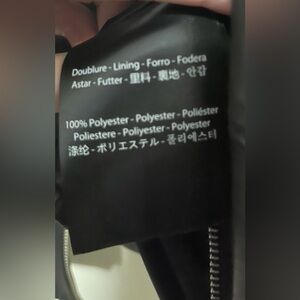 Doublure - Lining - Forro - Fodera
Astar - Futter - 里料 - 裏地 - 안감
100% Polyester - Polyester - Poliéster
Poliestere - Poliyester - Polyester
涤纶 - ポリエステル - 폴리에스터